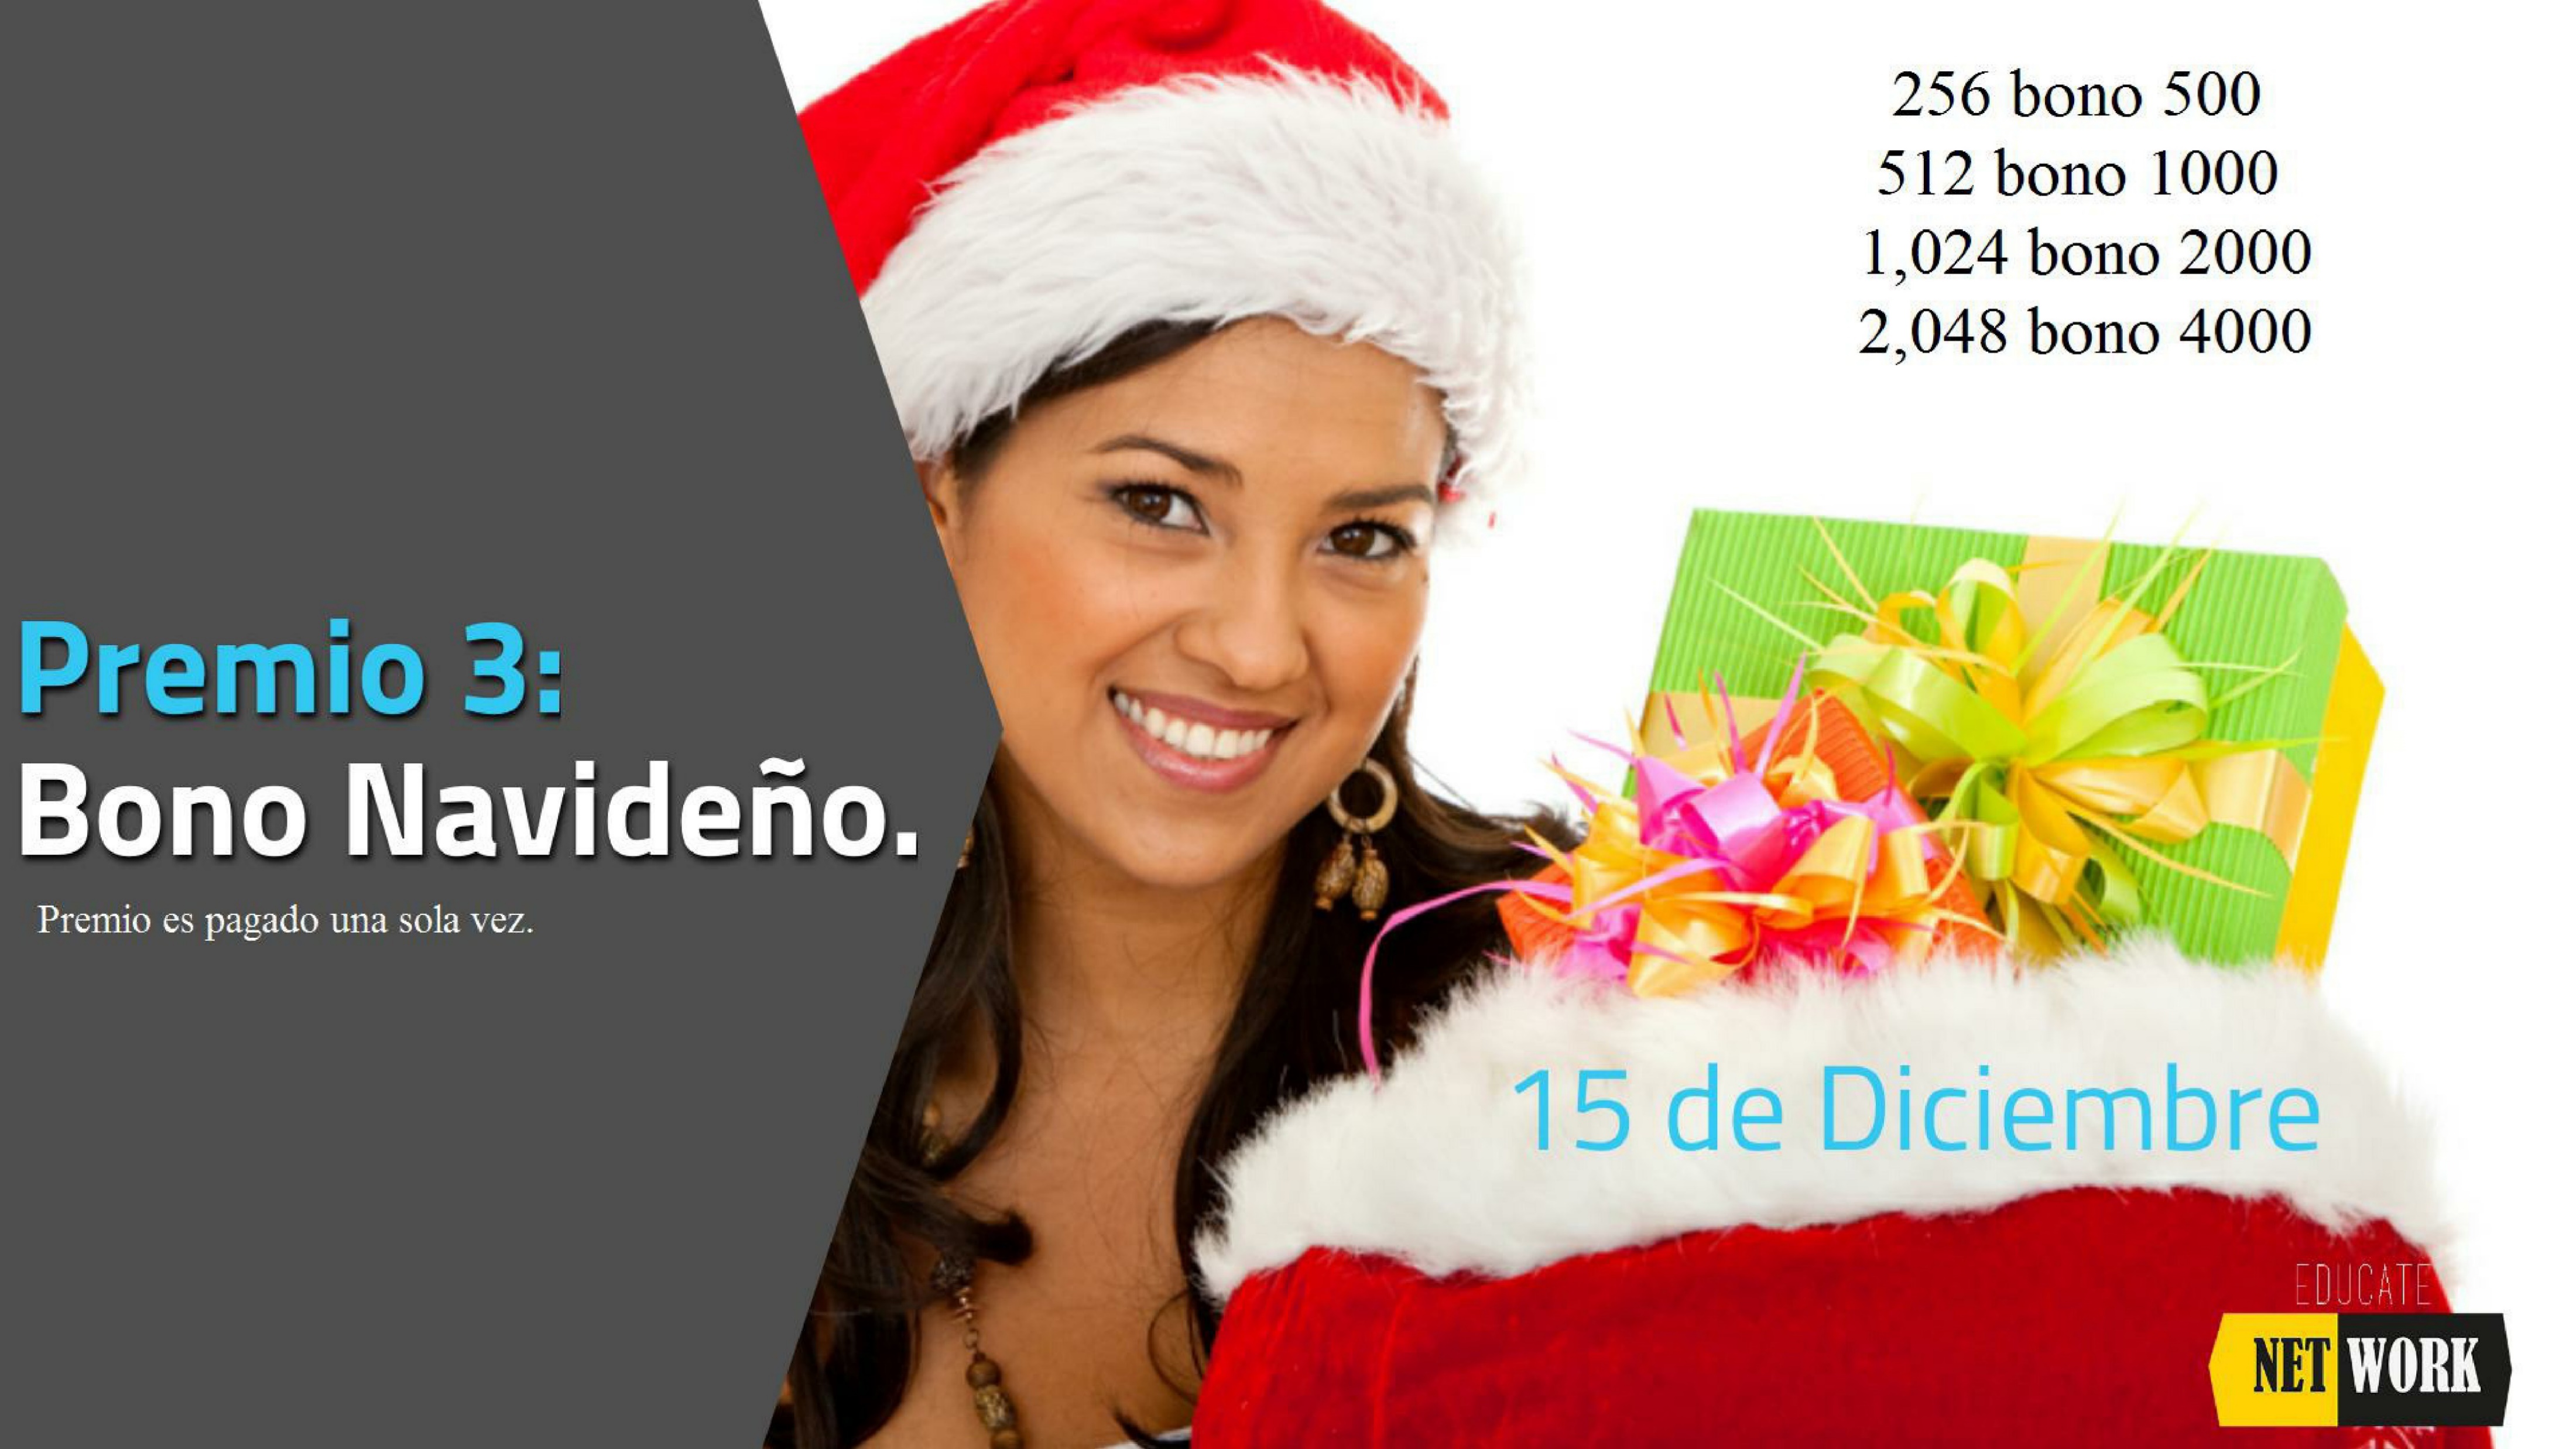 256 bono 500
512 bono 1000
1,024 bono 2000
2,048 bono 4000
Premio 3:
Bono Navideño.
Premio es pagado una sola vez.
15 de Diciembre
EDUCATE
NET WORK